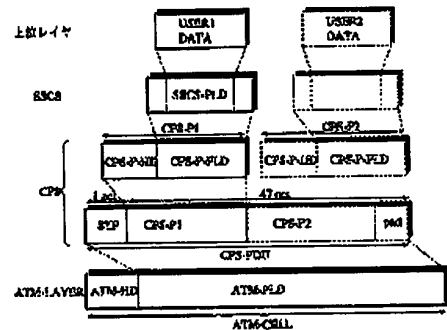 上位レイヤ
USER1
DATA
USER2
DATA
SSCS
SSCS-PLD
CPS-P1
CPS-P2
CPS-P-HD
CPS-P-PLD
CPS-P-HD
CPS-P-PLD
CPS
1 oct.
47 ocs.
STF
CPS-P1
CPS-P2
pad
CPS-PDU
ATM-LAYER
ATM-HD
ATM-PLD
ATM-CELL